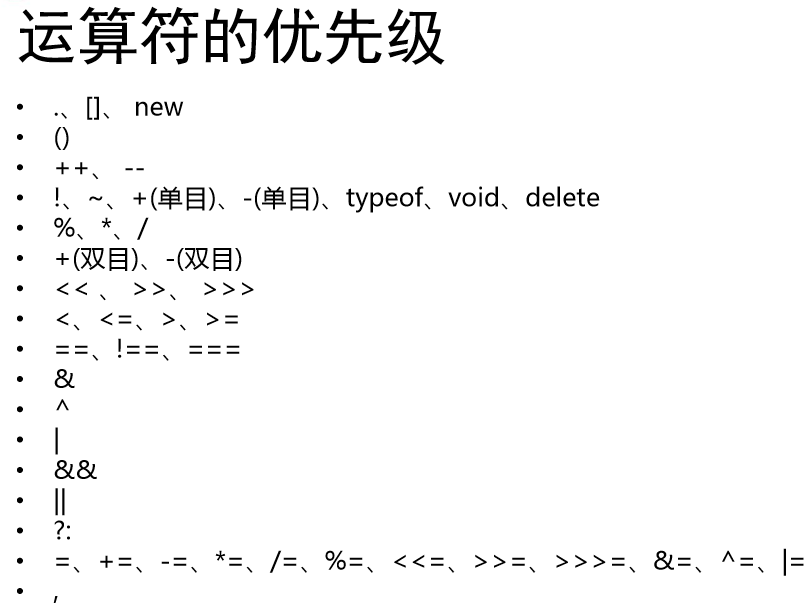 运算符的优先级
• .、[]、 new
• ()
• ++、 --
• !、~、+(单目)、-(单目)、typeof、void、delete
• %、*、/
• +(双目)、-(双目)
• << 、 >>、 >>>
• <、<=、>、>=
• ==、!==、===
• &
• ^
• |
• &&
• ||
• ?:
• =、+=、-=、*=、/=、%=、<<=、>>=、>>>=、&=、^=、|=
• ,